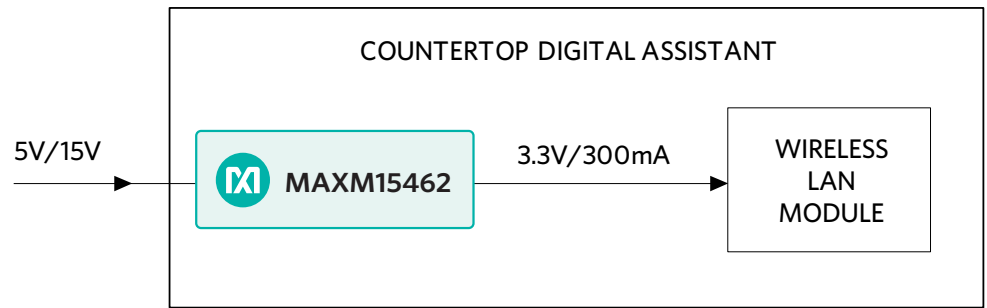 COUNTERTOP DIGITAL ASSISTANT
5V/15V
MAXM15462
3.3V/300mA
WIRELESS
LAN
MODULE